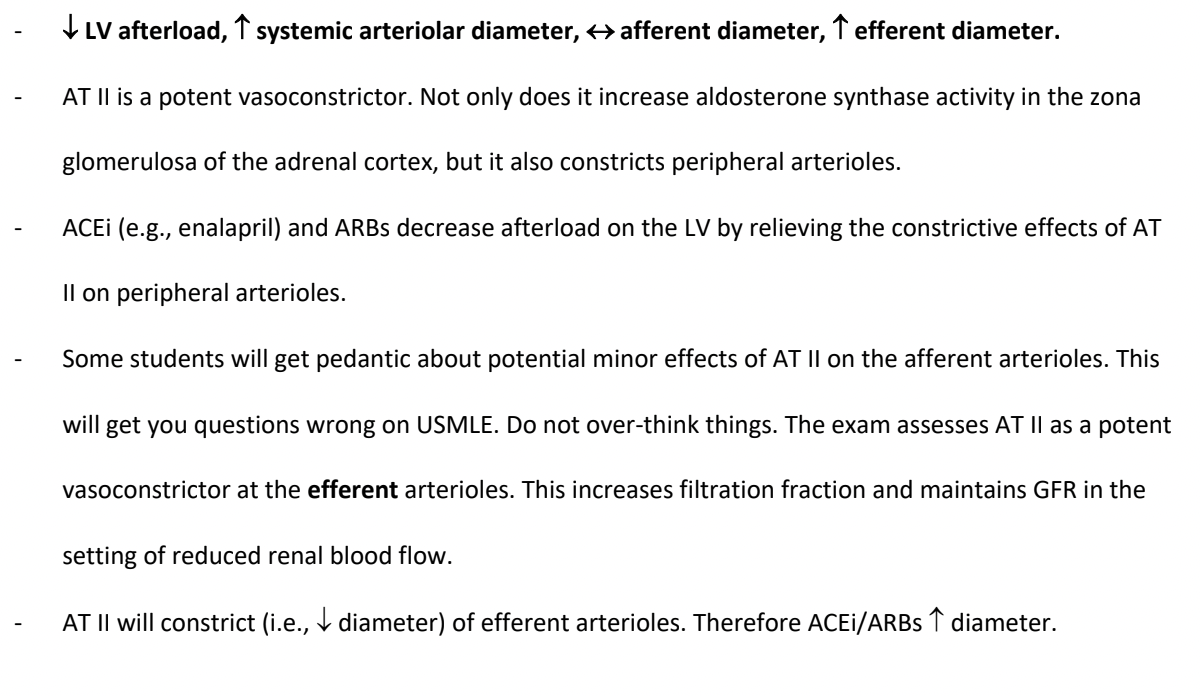 - ↓ LV afterload, ↑ systemic arteriolar diameter, ↔ afferent diameter, ↑ efferent diameter.
- AT II is a potent vasoconstrictor. Not only does it increase aldosterone synthase activity in the zona
glomerulosa of the adrenal cortex, but it also constricts peripheral arterioles.
- ACEi (e.g., enalapril) and ARBs decrease afterload on the LV by relieving the constrictive effects of AT
II on peripheral arterioles.
- Some students will get pedantic about potential minor effects of AT II on the afferent arterioles. This
will get you questions wrong on USMLE. Do not over-think things. The exam assesses AT II as a potent
vasoconstrictor at the efferent arterioles. This increases filtration fraction and maintains GFR in the
setting of reduced renal blood flow.
- AT II will constrict (i.e., ↓ diameter) of efferent arterioles. Therefore ACEi/ARBs ↑ diameter.